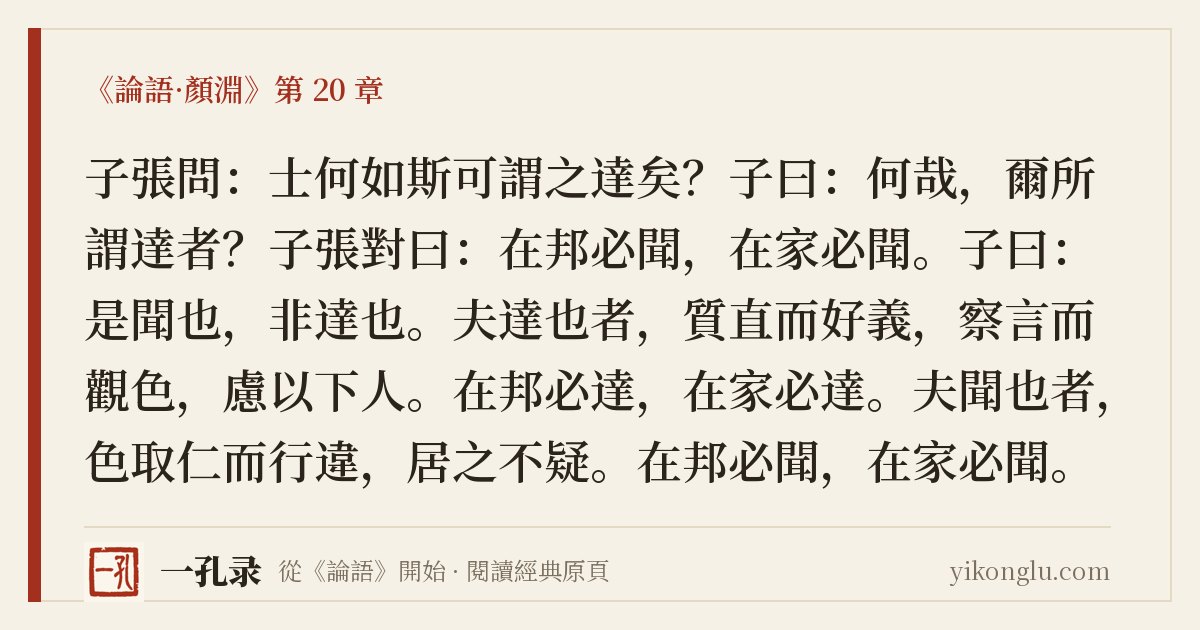 《論語·顏淵》第 20 章
子張問：士何如斯可謂之達矣？子曰：何哉，爾所
謂達者？子張對曰：在邦必聞，在家必聞。子曰：
是聞也，非達也。夫達也者，質直而好義，察言而
觀色，慮以下人。在邦必達，在家必達。夫聞也者，
色取仁而行違，居之不疑。在邦必聞，在家必聞。
一孔
一孔录 從《論語》開始 · 閱讀經典原頁
yikonglu.com